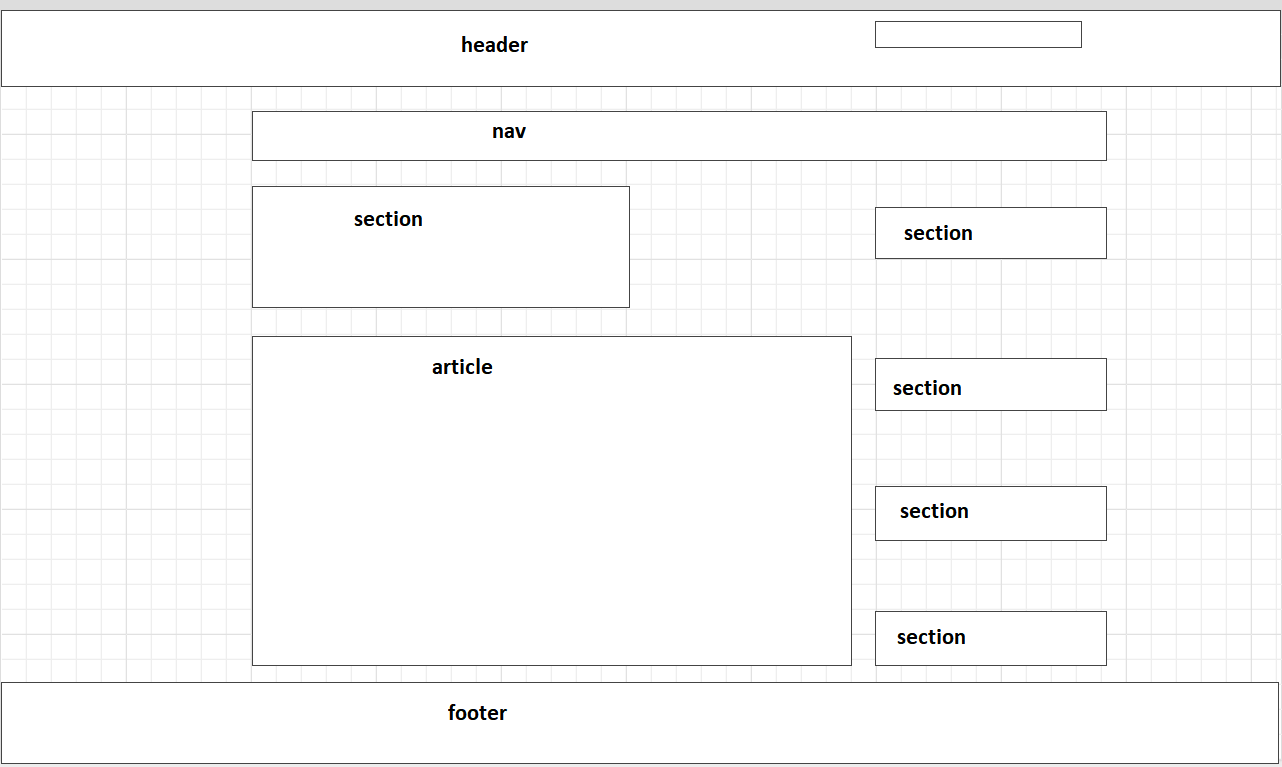 header
nav
section
section
article
section
section
section
footer